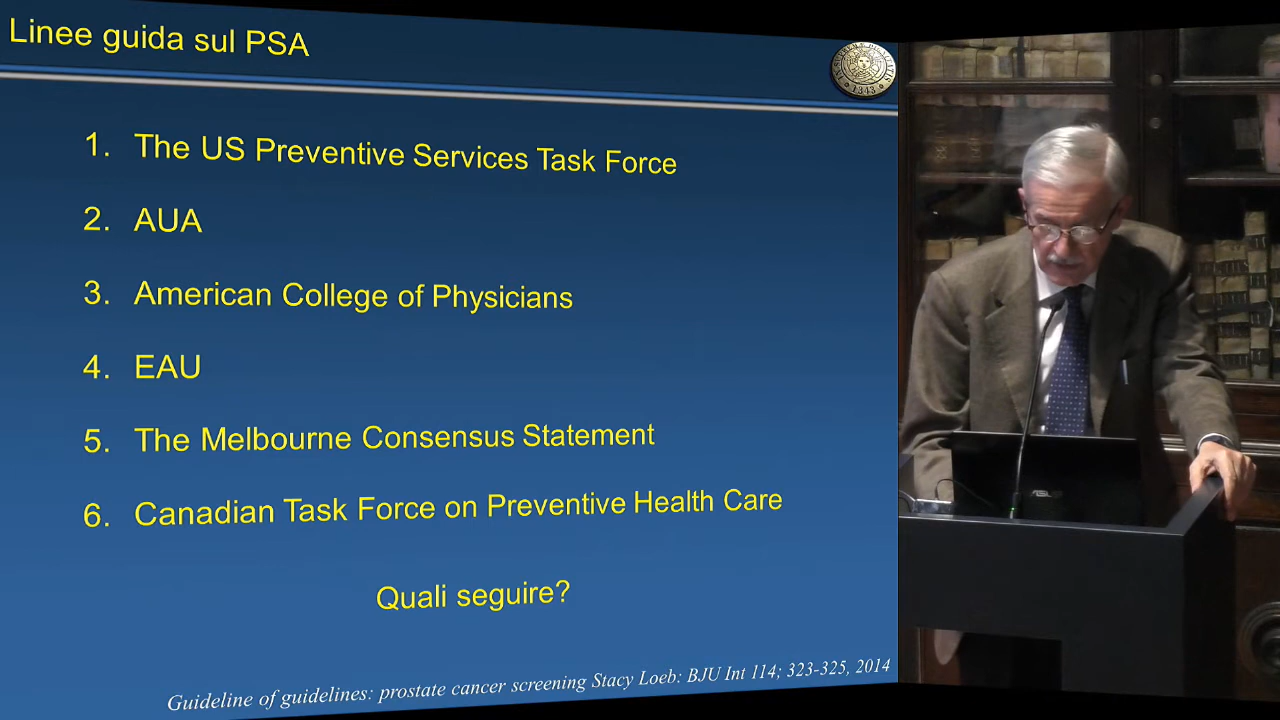 Linee guida sul PSA
1. The US Preventive Services Task Force
2. AUA
3. American College of Physicians
4. EAU
5. The Melbourne Consensus Statement
6. Canadian Task Force on Preventive Health Care
Quali seguire?
Guideline of guidelines: prostate cancer screening Stacy Loeb: BJU Int 114; 323-325, 2014
1343
ASUS